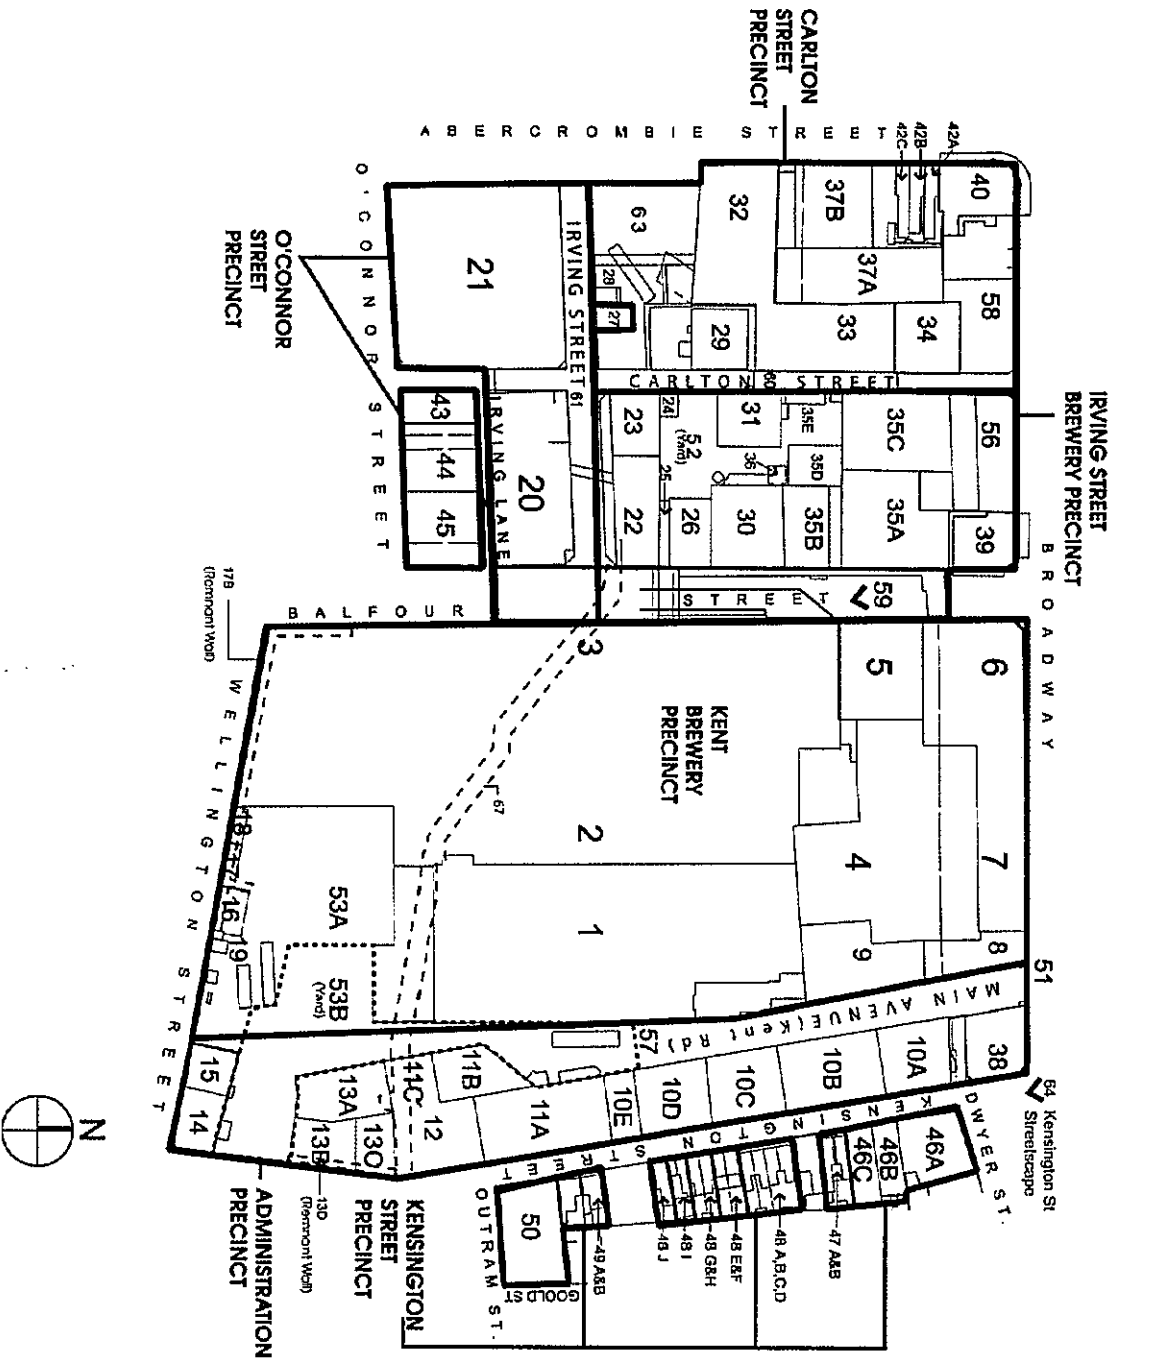 CARLTON
STREET
PRECINCT
ABERCROMBIE STREET
42C
42B
42A
40
37B
32
63
IRVING STREET
61
21
O'CONNOR STREET
O'CONNOR
STREET
PRECINCT
58
37A
34
33
29
28
27
CARLTON STREET
60
IRVING STREET
BREWERY PRECINCT
56
35C
35E
31
24
23
52
(Yard)
36
35D
25
39
35A
35B
30
26
22
20
IRVING LANE
43
44
45
BROADWAY
59
BALFOUR STREET
17B
(Remnant Wall)
WELLINGTON STREET
3
5
6
KENT
BREWERY
PRECINCT
67
2
4
7
1
9
8
51
18
17
16
19
53A
53B
(Yard)
MAIN AVENUE (Kent Rd)
57
38
10A
10B
10C
10D
10E
11A
11B
11C
12
13A
13B
13D
(Remnant Wall)
15
14
64 Kensington St
Streetscape
KENSINGTON STREET
DWYER ST.
46A
46B
46C
47 A&B
48 A,B,C,D
48 E&F
48 G&H
48 I
48 J
49 A&B
50
OUTRAM ST.
GOOLD ST
KENSINGTON
STREET
PRECINCT
ADMINISTRATION
PRECINCT
N